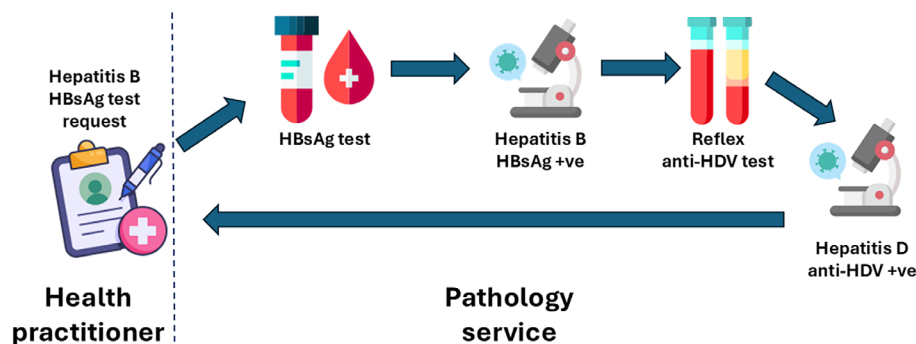 Hepatitis B
HBsAg test
request
HBsAg test
Hepatitis B
HBsAg +ve
Reflex
anti-HDV test
Hepatitis D
anti-HDV +ve
Health
practitioner
Pathology
service